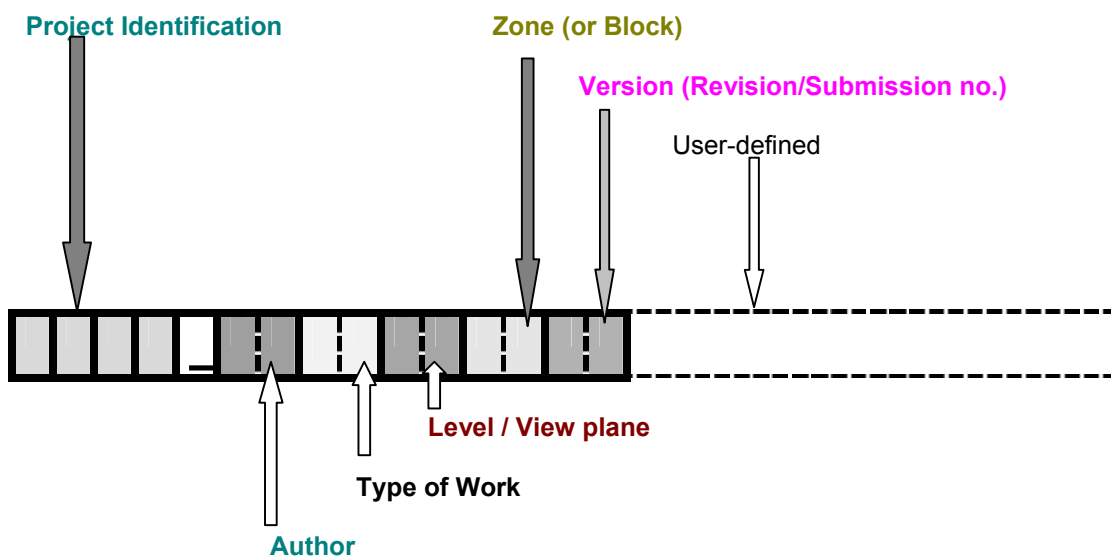 Project Identification
Zone (or Block)
Version (Revision/Submission no.)
User-defined
_
Level / View plane
Type of Work
Author